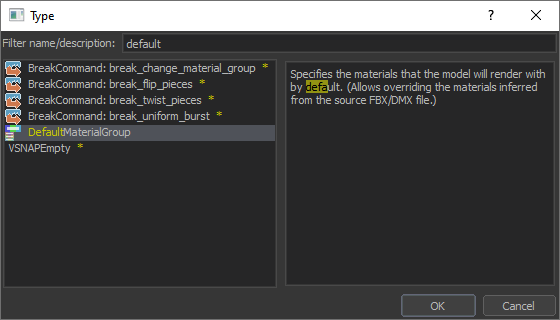 Type
?
Filter name/description: default
BreakCommand: break_change_material_group *
BreakCommand: break_flip_pieces *
BreakCommand: break_twist_pieces *
BreakCommand: break_uniform_burst *
DefaultMaterialGroup
VSNAPEmpty *
Specifies the materials that the model will render with
by default. (Allows overriding the materials inferred
from the source FBX/DMX file.)
OK
Cancel